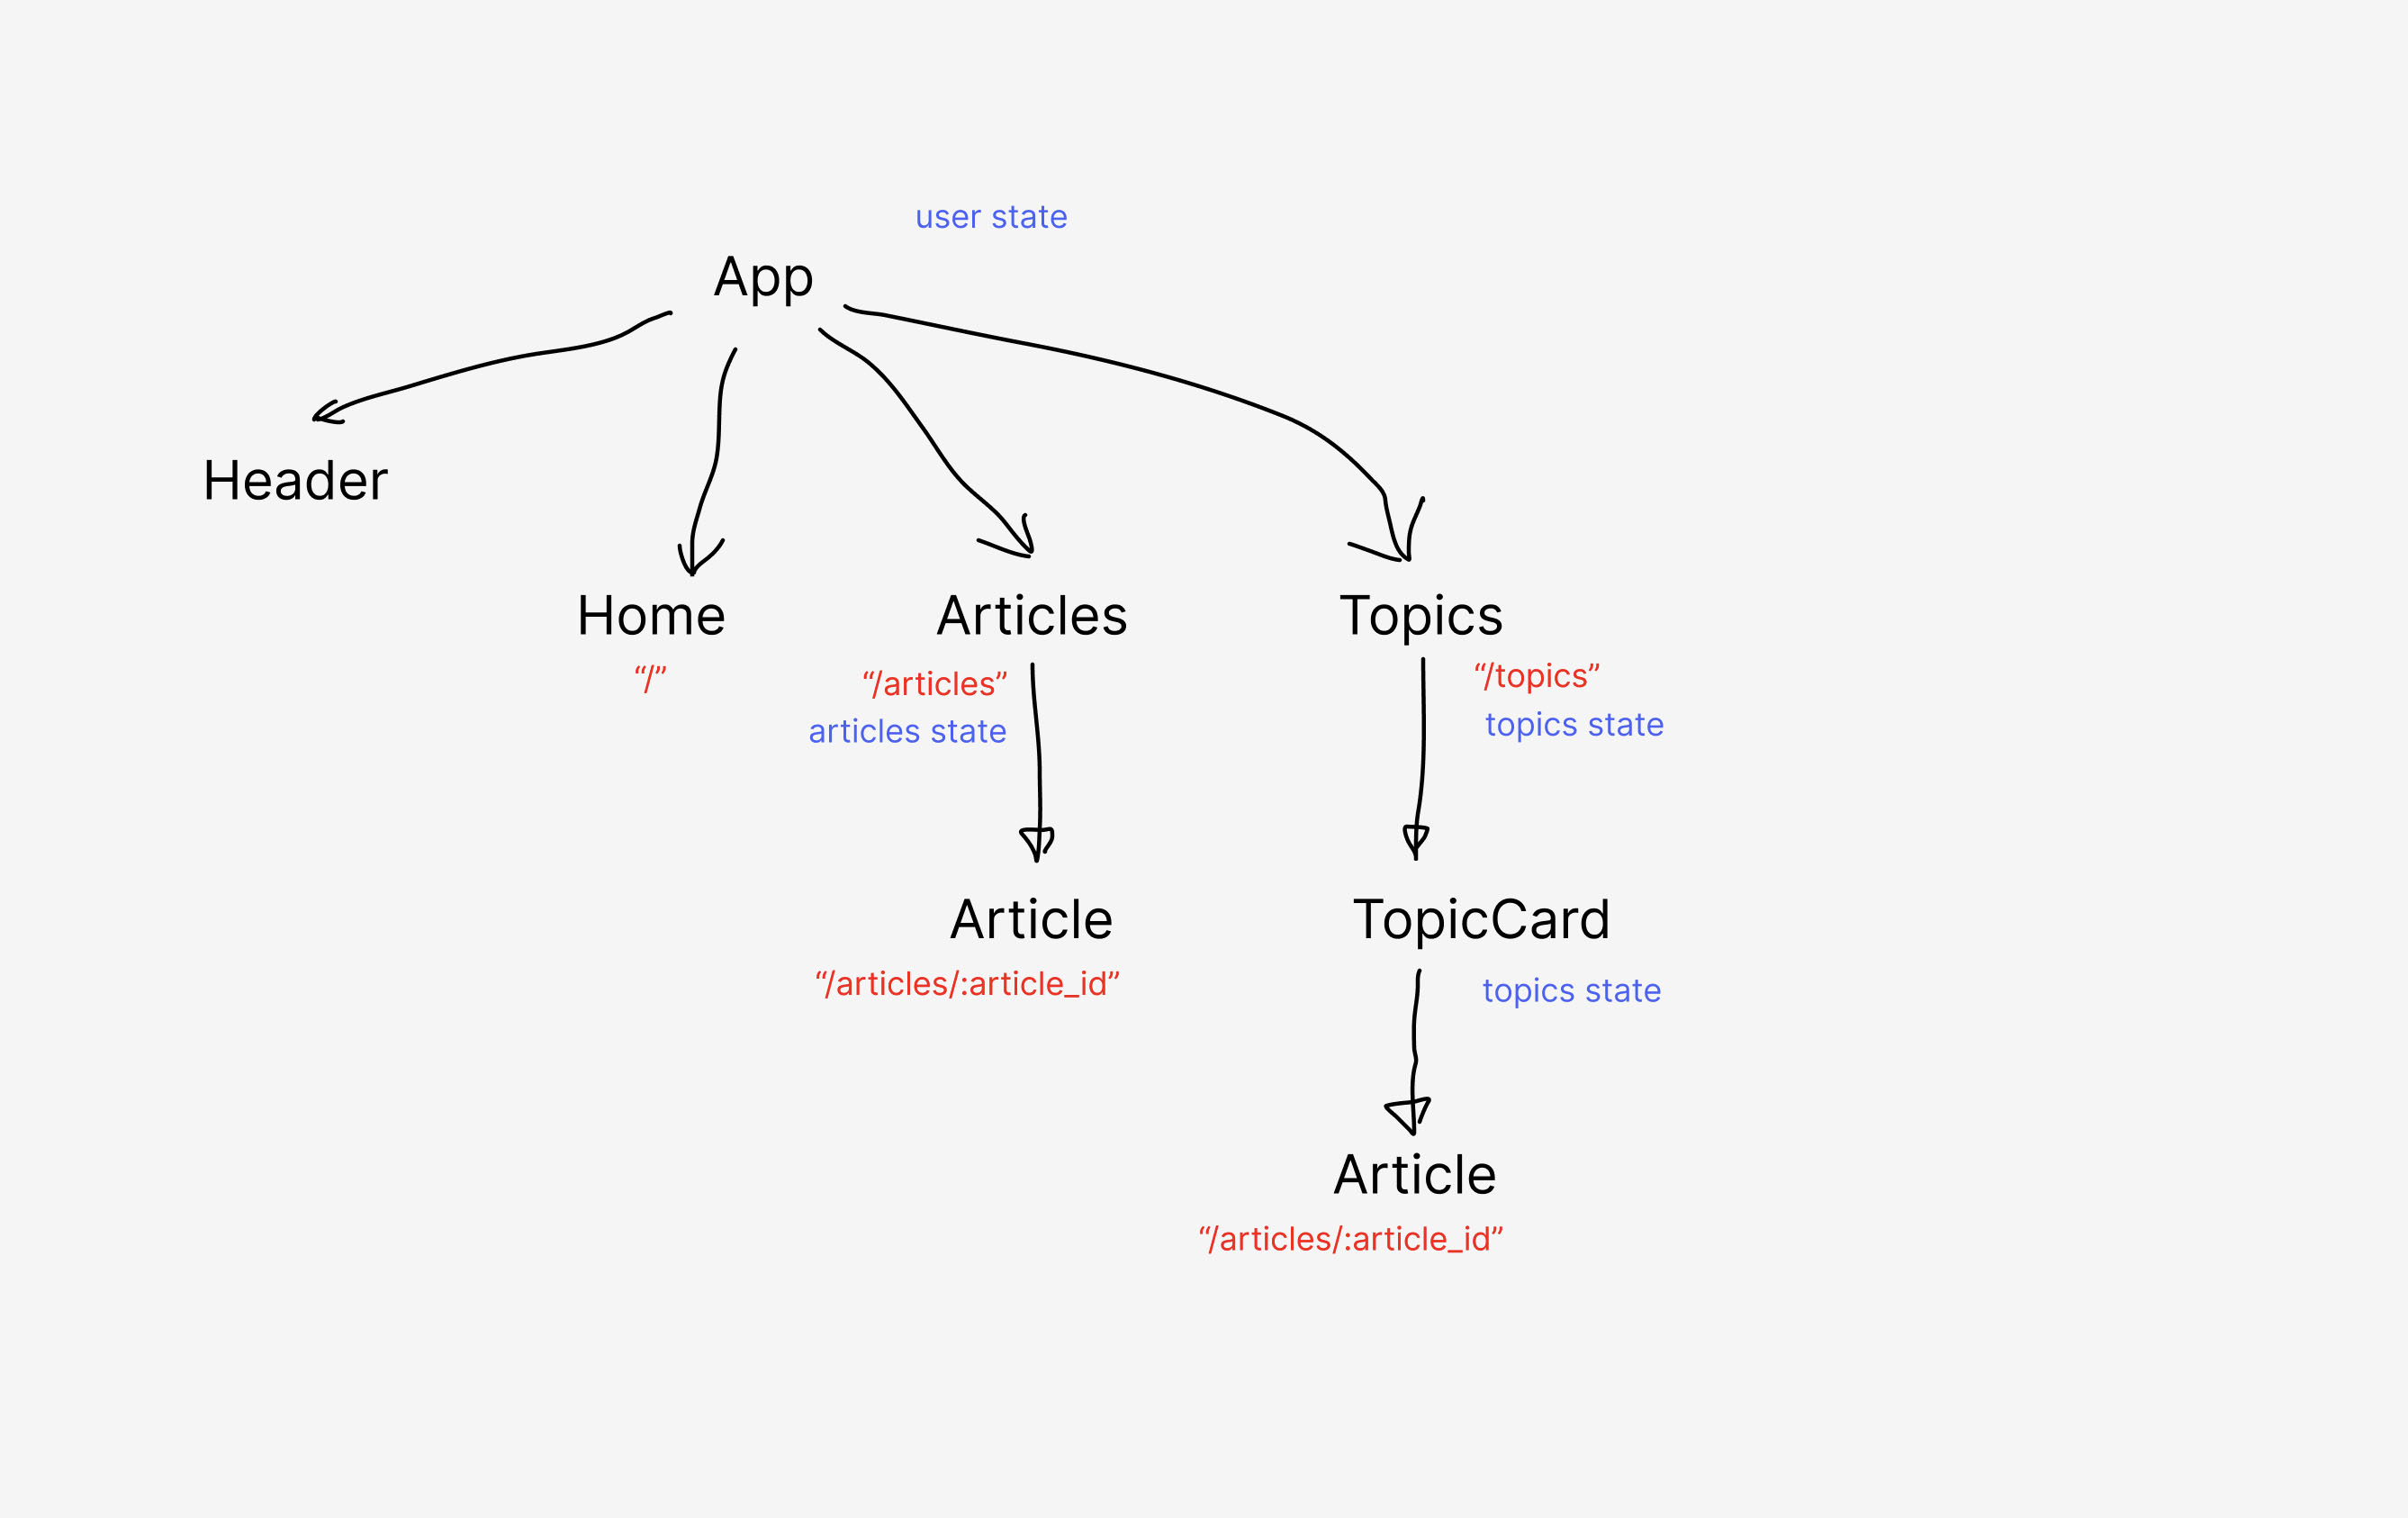 user state
App
Header
Home
“/”
Articles
“/articles”
articles state
Topics
“/topics”
topics state
Article
“/articles/:article_id”
TopicCard
topics state
Article
“/articles/:article_id”